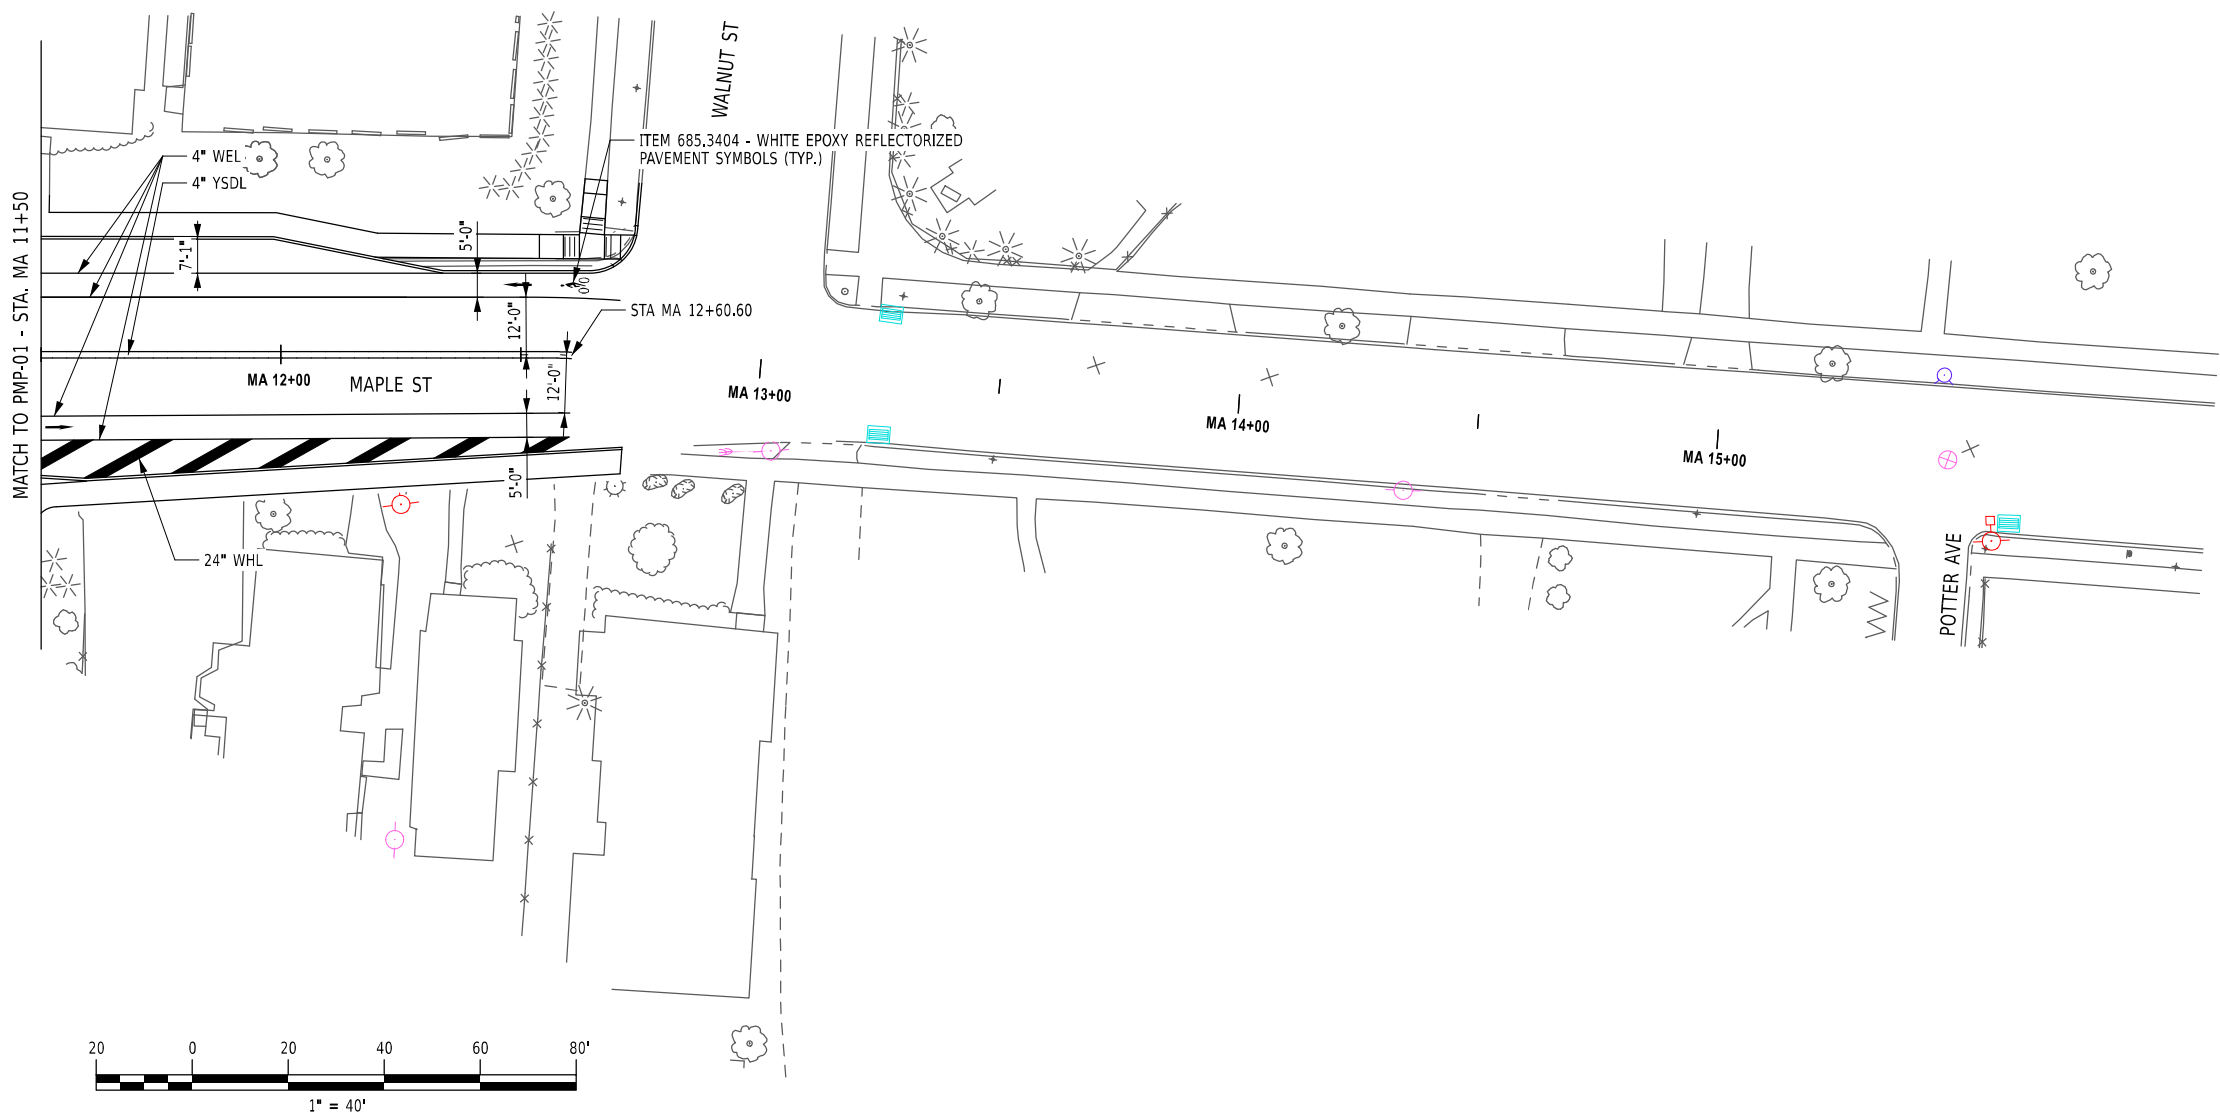 WALNUT ST
ITEM 685.3404 - WHITE EPOXY REFLECTORIZED
PAVEMENT SYMBOLS (TYP.)
4" WEL
4" YSDL
MATCH TO PMP-01 - STA. MA 11+50
7'-1"
5'-0"
12'-0"
STA MA 12+60.60
MA 12+00
MAPLE ST
12'-0"
MA 13+00
MA 14+00
MA 15+00
5'-0"
24" WHL
POTTER AVE
20 0 20 40 60 80'
1" = 40'